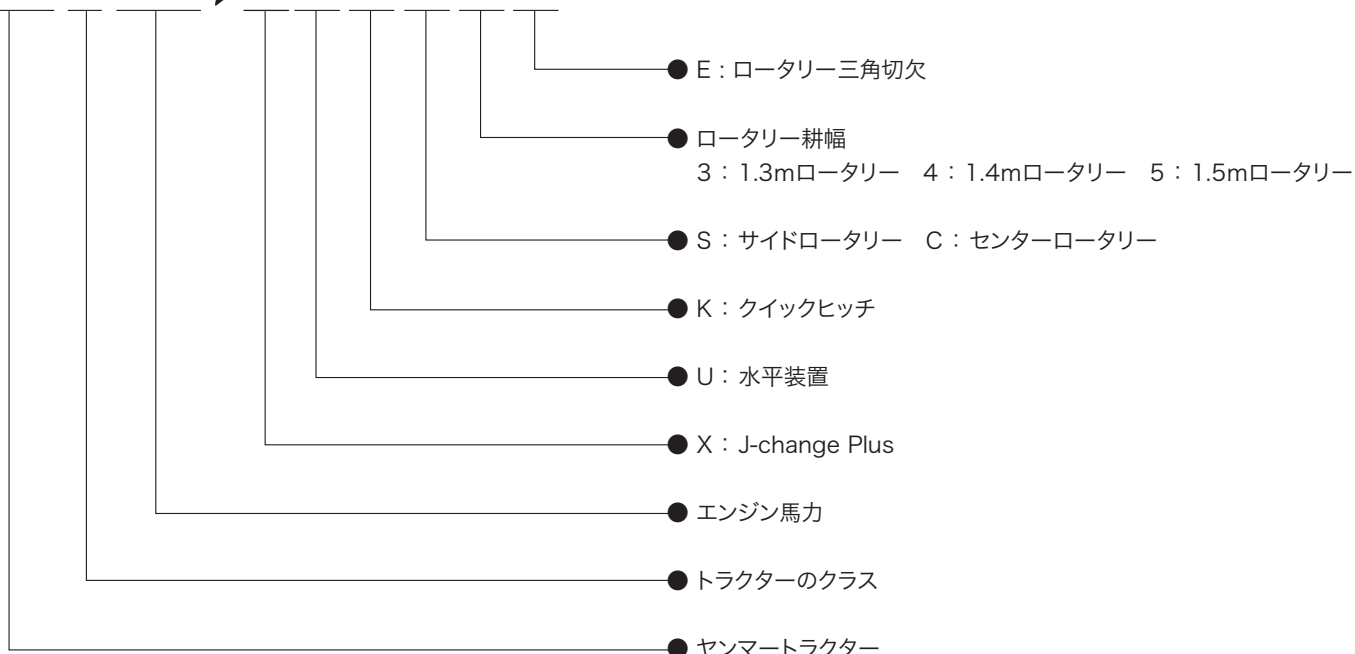 E：ロータリー三角切欠
ロータリー耕幅
3：1.3mロータリー　4：1.4mロータリー　5：1.5mロータリー
S：サイドロータリー　C：センターロータリー
K：クイックヒッチ
U：水平装置
X：J-change Plus
エンジン馬力
トラクターのクラス
ヤンマートラクター